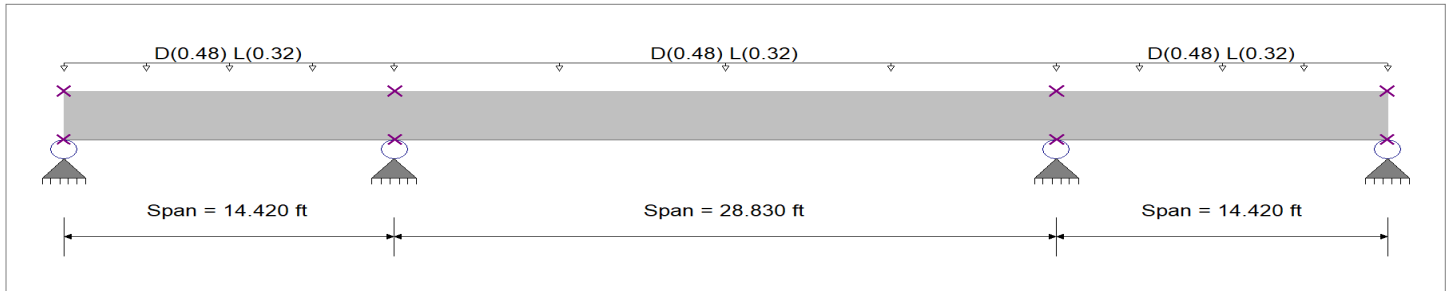 D(0.48) L(0.32) D(0.48) L(0.32) D(0.48) L(0.32)
Span = 14.420 ft Span = 28.830 ft Span = 14.420 ft